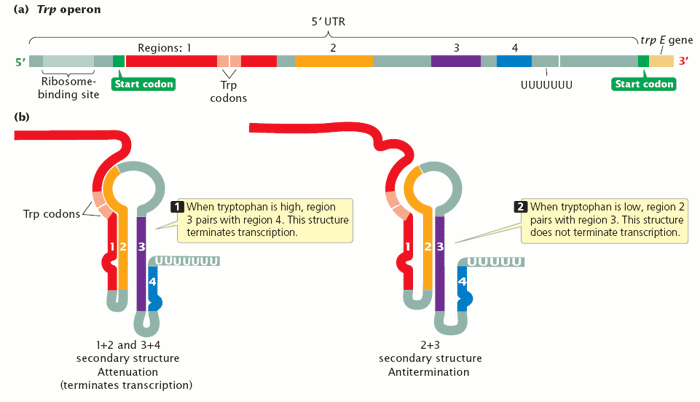 (a) Trp operon
5′ UTR
Regions: 1
2
3
4
trp E gene
5′
3′
Ribosome-
binding site
Start codon
Trp
codons
UUUUUUU
Start codon
(b)
Trp codons
1 When tryptophan is high, region
3 pairs with region 4. This structure
terminates transcription.
2 When tryptophan is low, region 2
pairs with region 3. This structure
does not terminate transcription.
1 2 3
UUUUUUU
4
1 2 3
UUUUU
4
1+2 and 3+4
secondary structure
Attenuation
(terminates transcription)
2+3
secondary structure
Antitermination